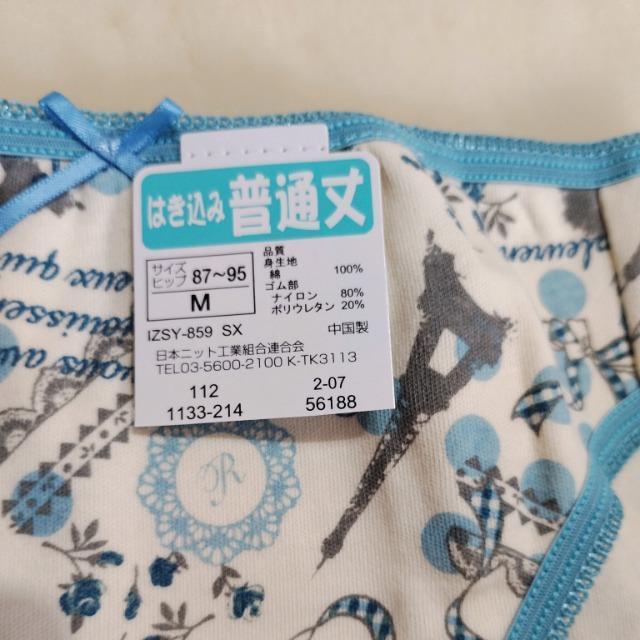 はき込み 普通丈
サイズ
ヒップ 87〜95
M
品質
身生地
綿 100%
ゴム部
ナイロン 80%
ポリウレタン 20%
IZSY-859 SX 中国製
日本ニット工業組合連合会
TEL03-5600-2100 K-TK3113
112 2-07
1133-214 56188
pleuren
eux qui
R